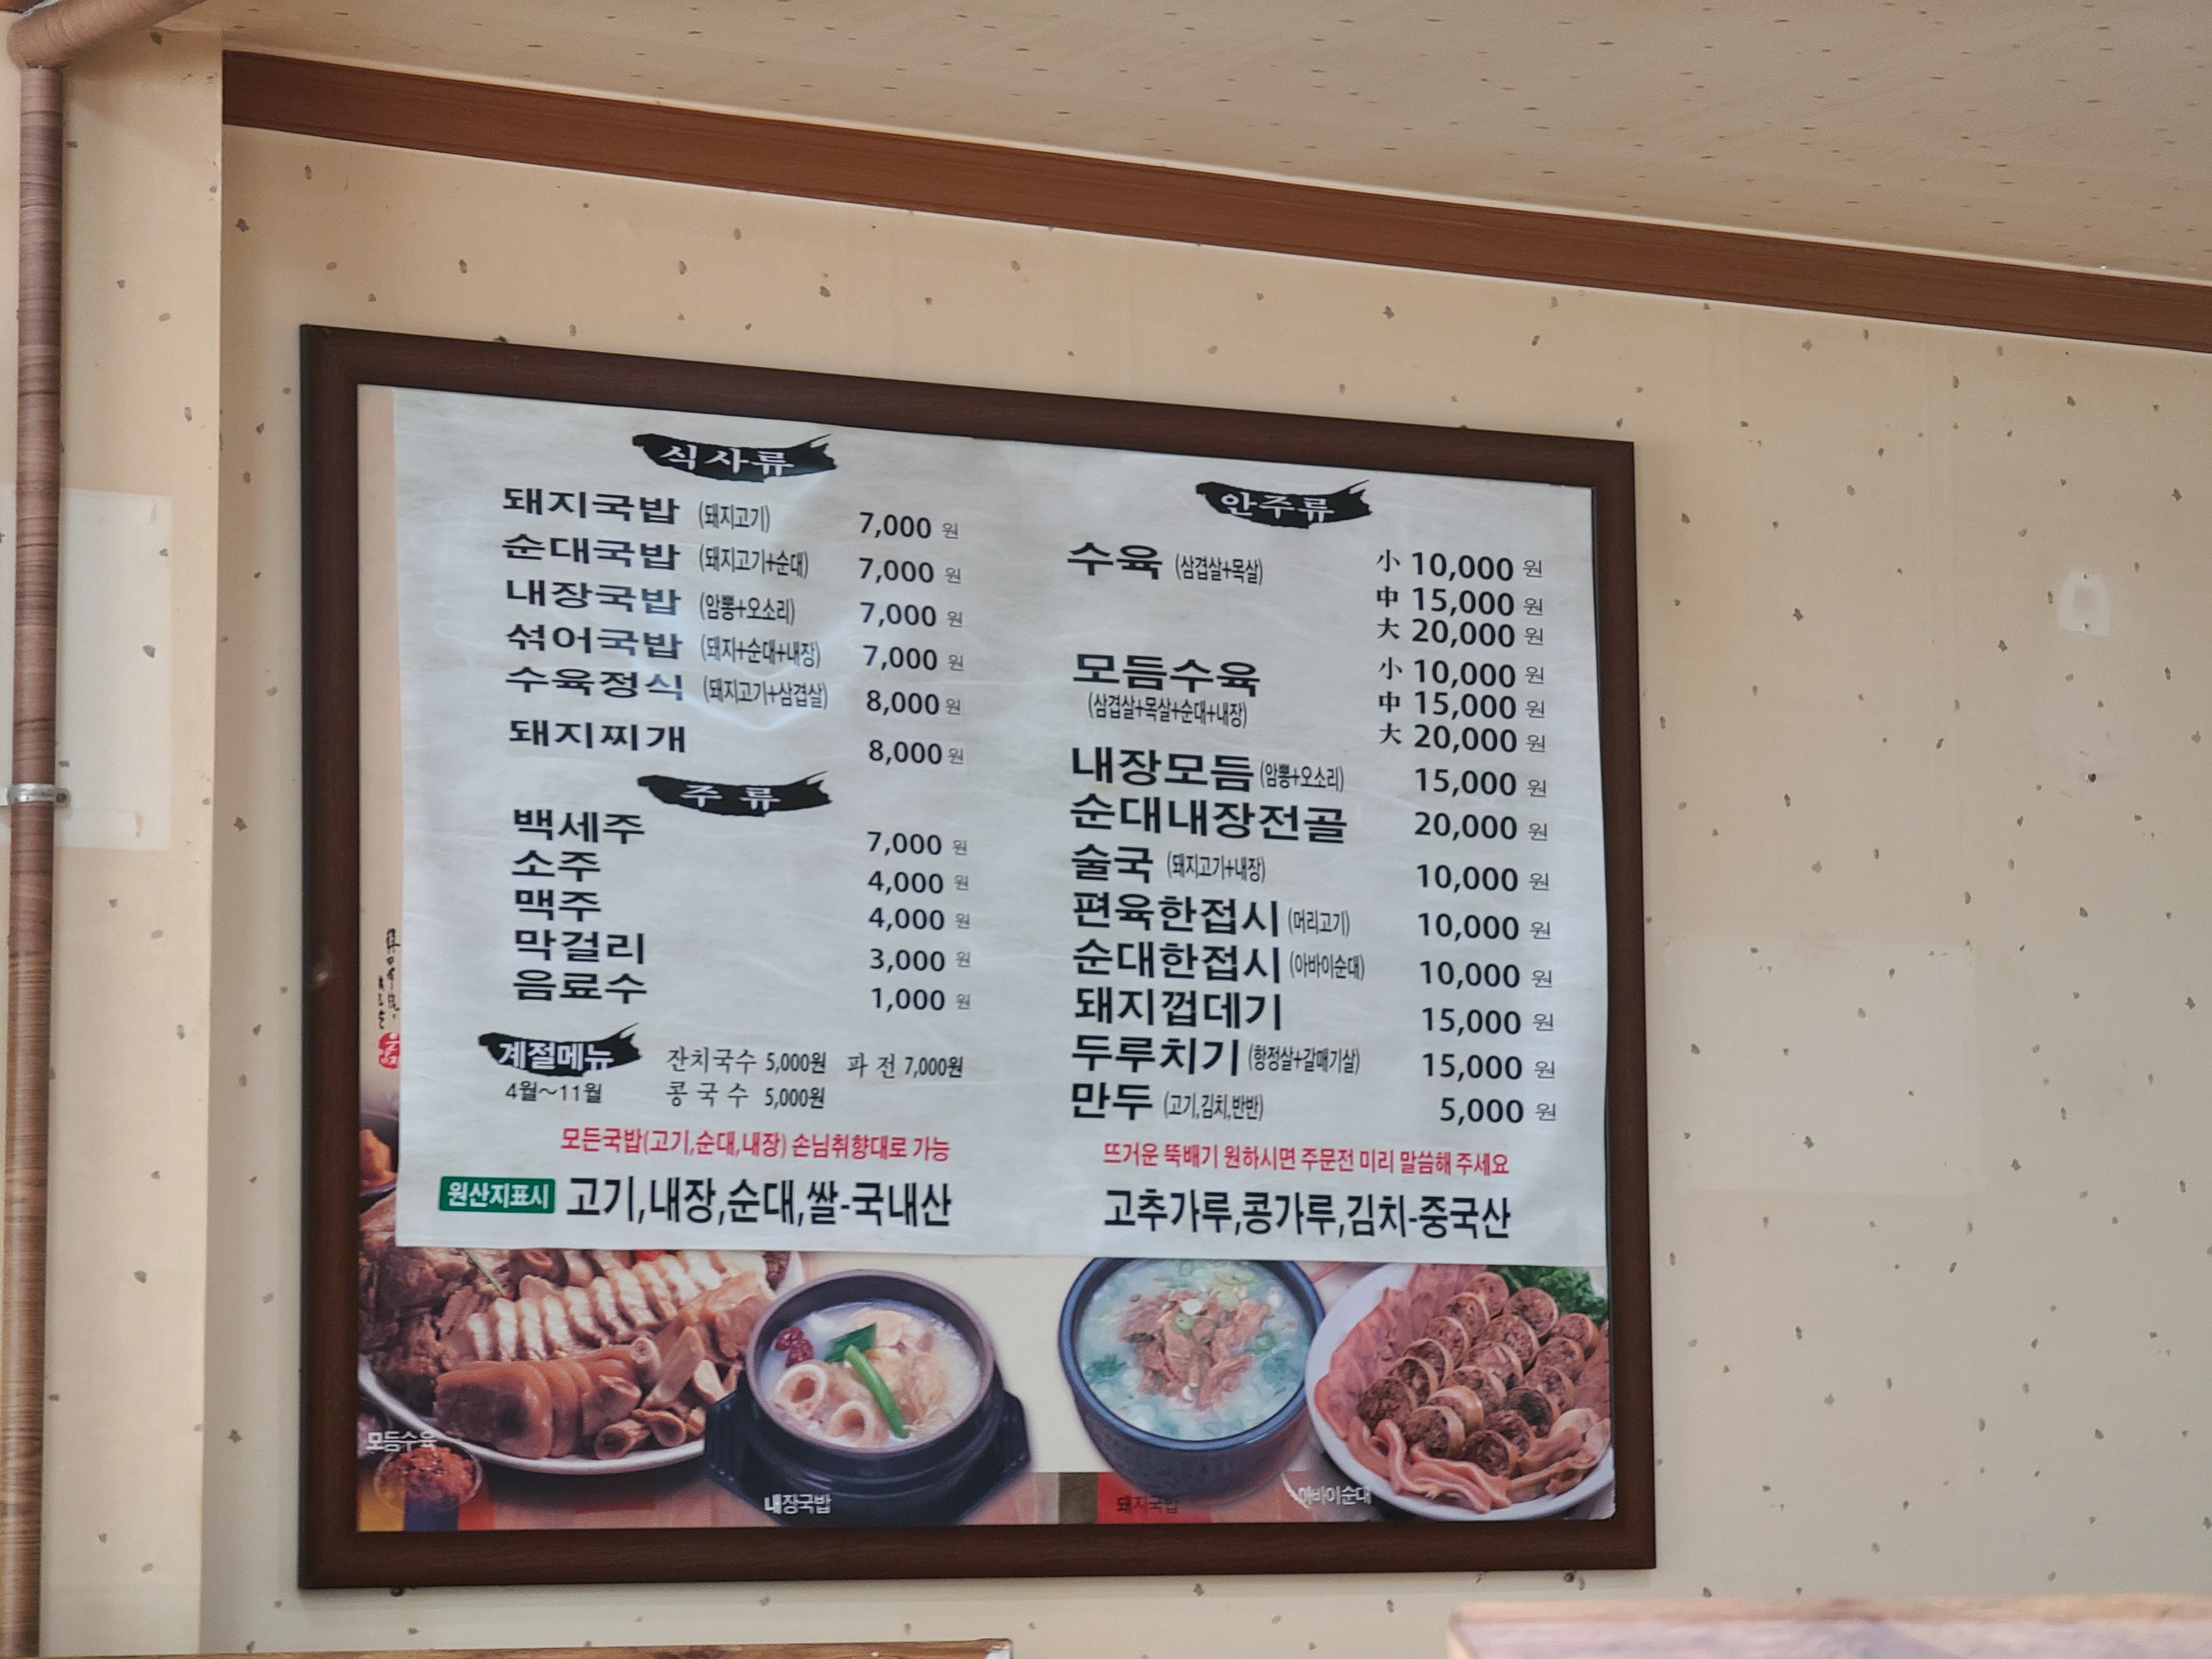 식사류
돼지국밥 (돼지고기) 7,000 원
순대국밥 (돼지고기+순대) 7,000 원
내장국밥 (암뽕+오소리) 7,000 원
섞어국밥 (돼지+순대+내장) 7,000 원
수육정식 (돼지고기+삼겹살) 8,000 원
돼지찌개 8,000 원
주류
백세주 7,000 원
소주 4,000 원
맥주 4,000 원
막걸리 3,000 원
음료수 1,000 원
계절메뉴 잔치국수 5,000원 파전 7,000원
4월~11월 콩국수 5,000원
모든국밥(고기,순대,내장) 손님취향대로 가능
원산지표시 고기,내장,순대,쌀-국내산
안주류
수육 (삼겹살+목살) 小 10,000 원
中 15,000 원
大 20,000 원
모듬수육 小 10,000 원
(삼겹살+목살+순대+내장) 中 15,000 원
大 20,000 원
내장모듬 (암뽕+오소리) 15,000 원
순대내장전골 20,000 원
술국 (돼지고기+내장) 10,000 원
편육한접시 (머리고기) 10,000 원
순대한접시 (아바이순대) 10,000 원
돼지껍데기 15,000 원
두루치기 (항정살+갈매기살) 15,000 원
만두 (고기,김치,반반) 5,000 원
뜨거운 뚝배기 원하시면 주문전 미리 말씀해 주세요
고추가루,콩가루,김치-중국산
모듬수육
내장국밥
돼지국밥
아바이순대